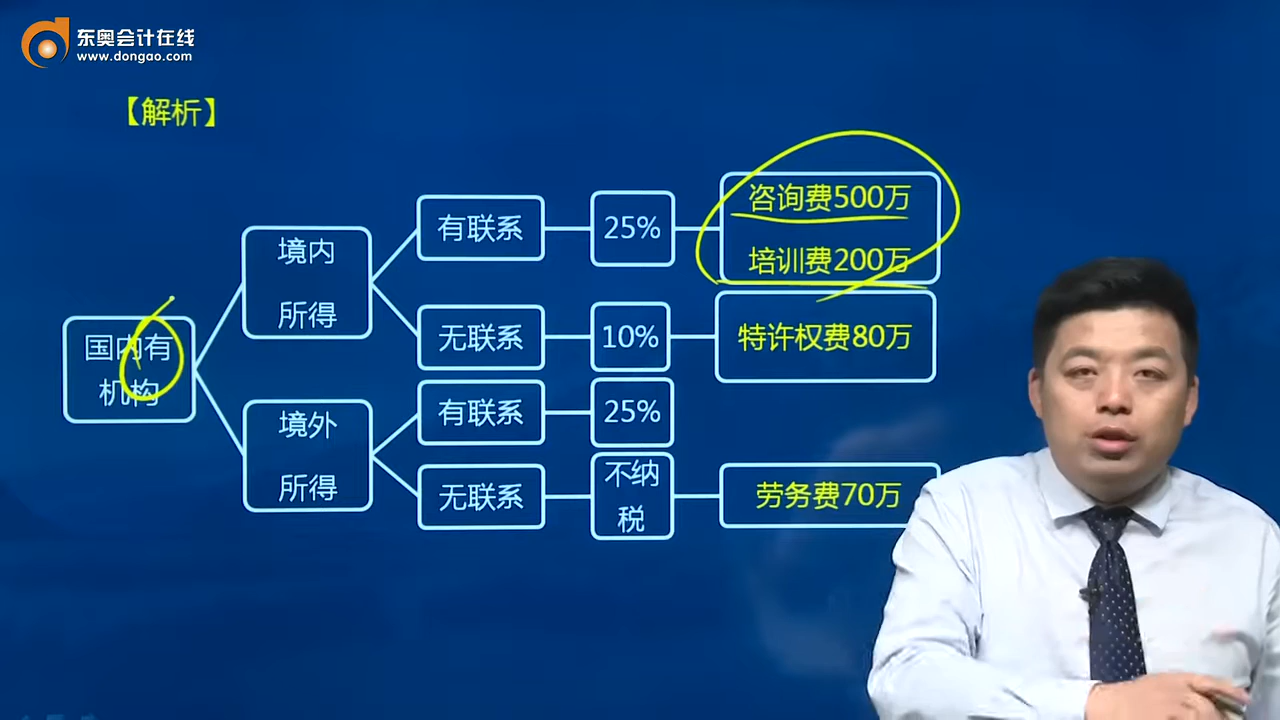 东奥会计在线
www.dongao.com
【解析】
国内有
机构
境内
所得
有联系
25%
咨询费500万
培训费200万
无联系
10%
特许权费80万
境外
所得
有联系
25%
无联系
不纳
税
劳务费70万